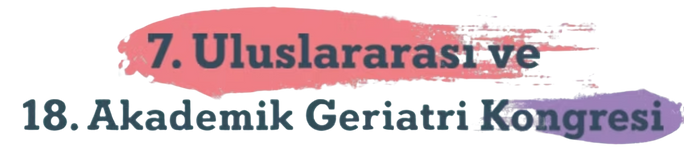 7. Uluslararası ve
18. Akademik Geriatri Kongresi